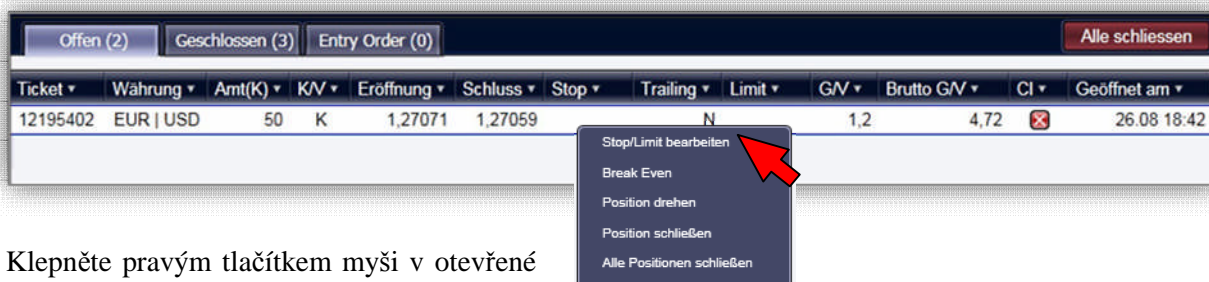 Offen (2) Geschlossen (3) Entry Order (0) Alle schliessen
Ticket Währung Amt(K) K/V Eröffnung Schluss Stop Trailing Limit G/V Brutto G/V Cl Geöffnet am
12195402 EUR | USD 50 K 1,27071 1,27059 N 1,2 4,72 26.08 18:42
Stop/Limit bearbeiten
Break Even
Position drehen
Position schließen
Alle Positionen schließen
Klepněte pravým tlačítkem myši v otevřené